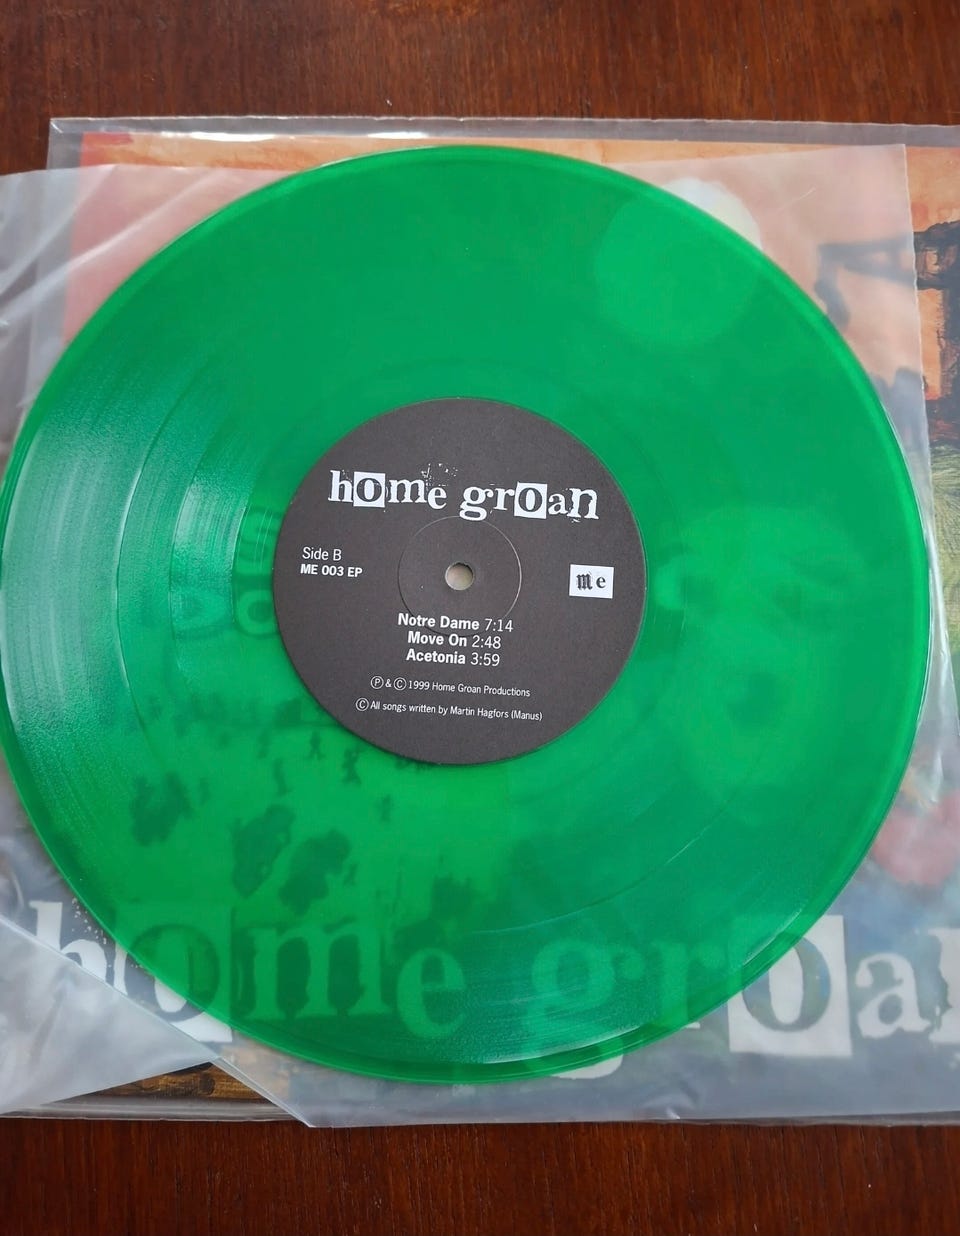 home groan
Side B
ME 003 EP
me
Notre Dame 7:14
Move On 2:48
Acetonia 3:59
Ⓟ & Ⓒ 1999 Home Groan Productions
Ⓒ All songs written by Martin Hagfors (Manus)
home groan